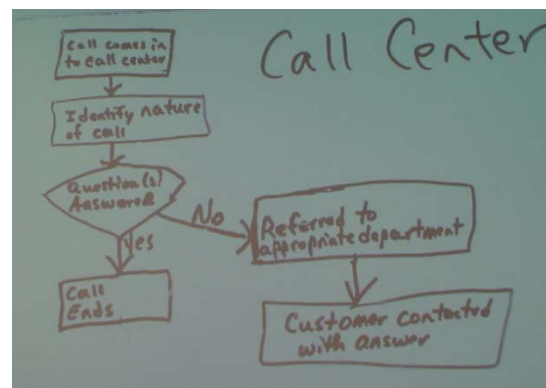 Call Center
Call comes in
to call center
Identify nature
of call
Question(s)
Answered
No
Yes
Referred to
appropriate department
Call
Ends
Customer contacted
with answer